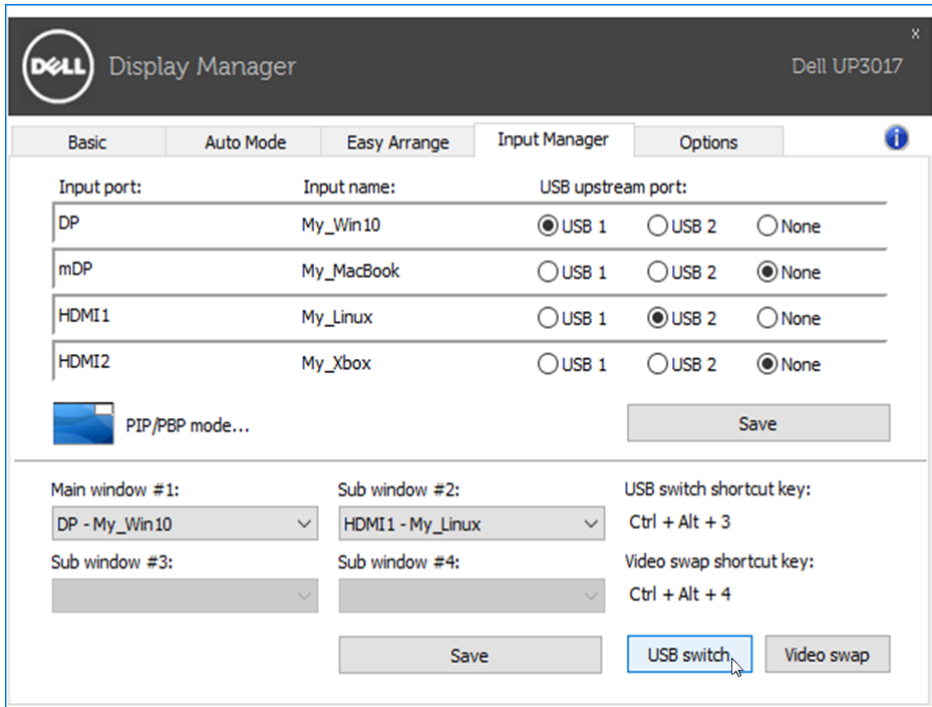 x
DELL Display Manager Dell UP3017
Basic Auto Mode Easy Arrange Input Manager Options i
Input port: Input name: USB upstream port:
DP My_Win10 USB 1 USB 2 None
mDP My_MacBook USB 1 USB 2 None
HDMI1 My_Linux USB 1 USB 2 None
HDMI2 My_Xbox USB 1 USB 2 None
PIP/PBP mode... Save
Main window #1: Sub window #2: USB switch shortcut key:
DP - My_Win10 HDMI1 - My_Linux Ctrl + Alt + 3
Sub window #3: Sub window #4: Video swap shortcut key:
Ctrl + Alt + 4
Save USB switch Video swap